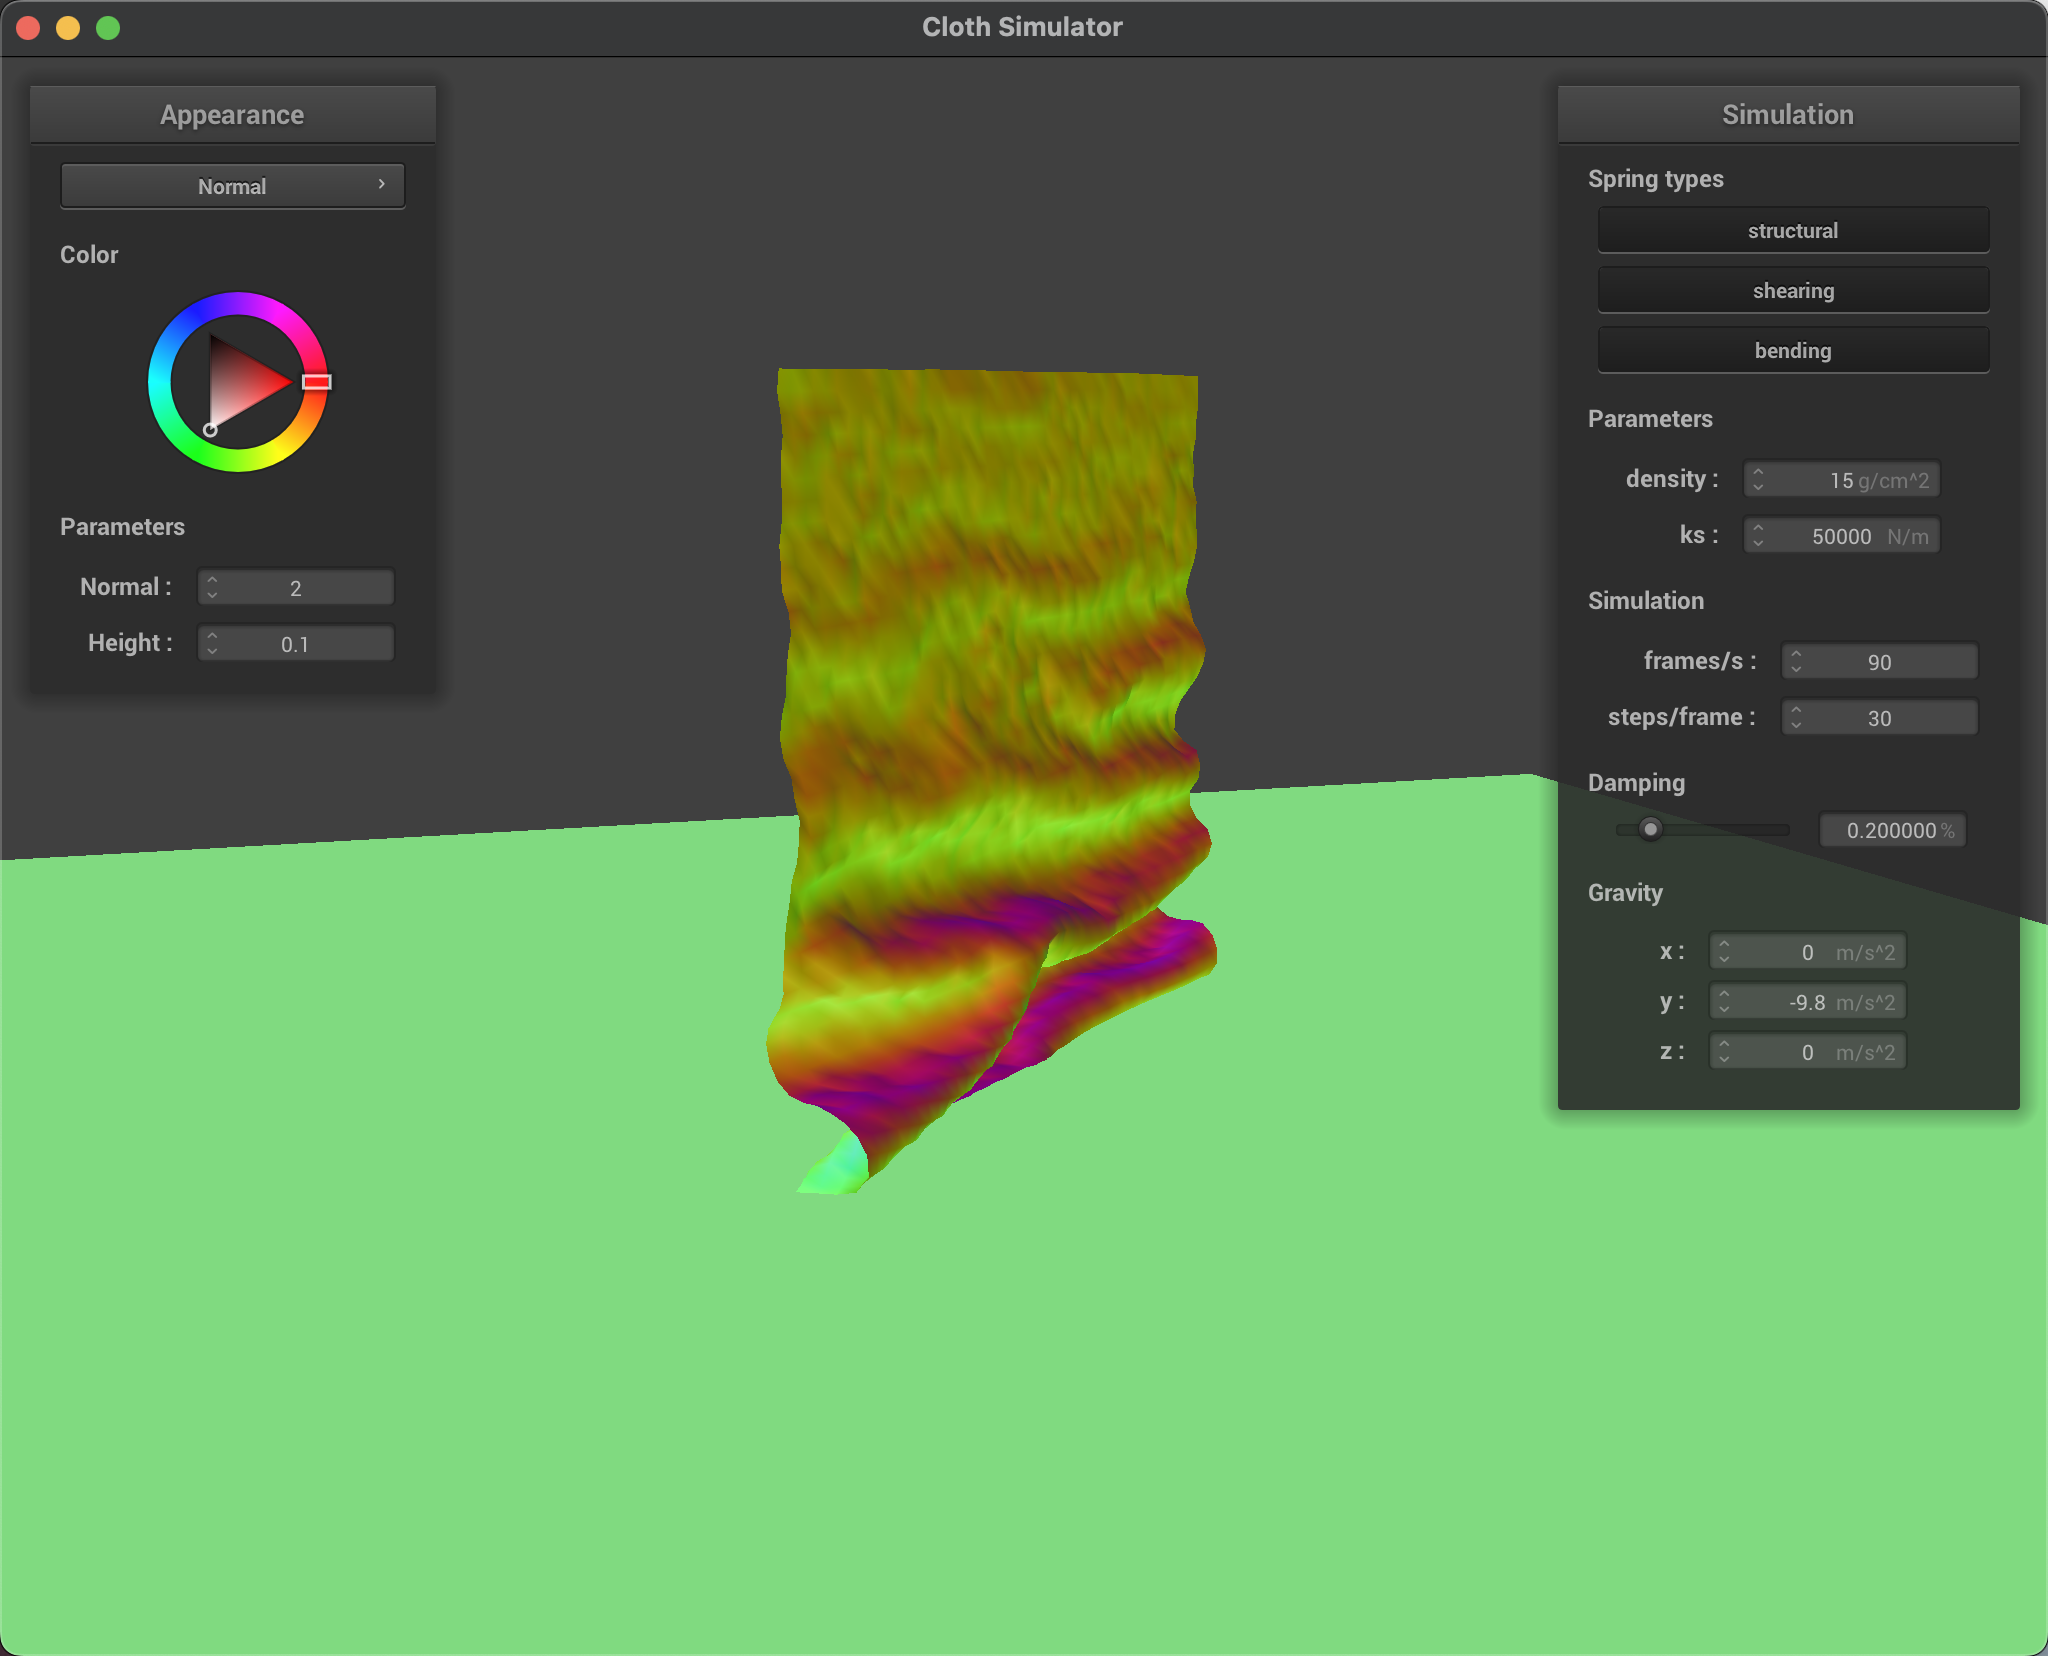 Cloth Simulator
Appearance
Normal
Color
Parameters
Normal : 2
Height : 0.1
Simulation
Spring types
structural
shearing
bending
Parameters
density : 15 g/cm^2
ks : 50000 N/m
Simulation
frames/s : 90
steps/frame : 30
Damping
0.200000 %
Gravity
x : 0 m/s^2
y : -9.8 m/s^2
z : 0 m/s^2